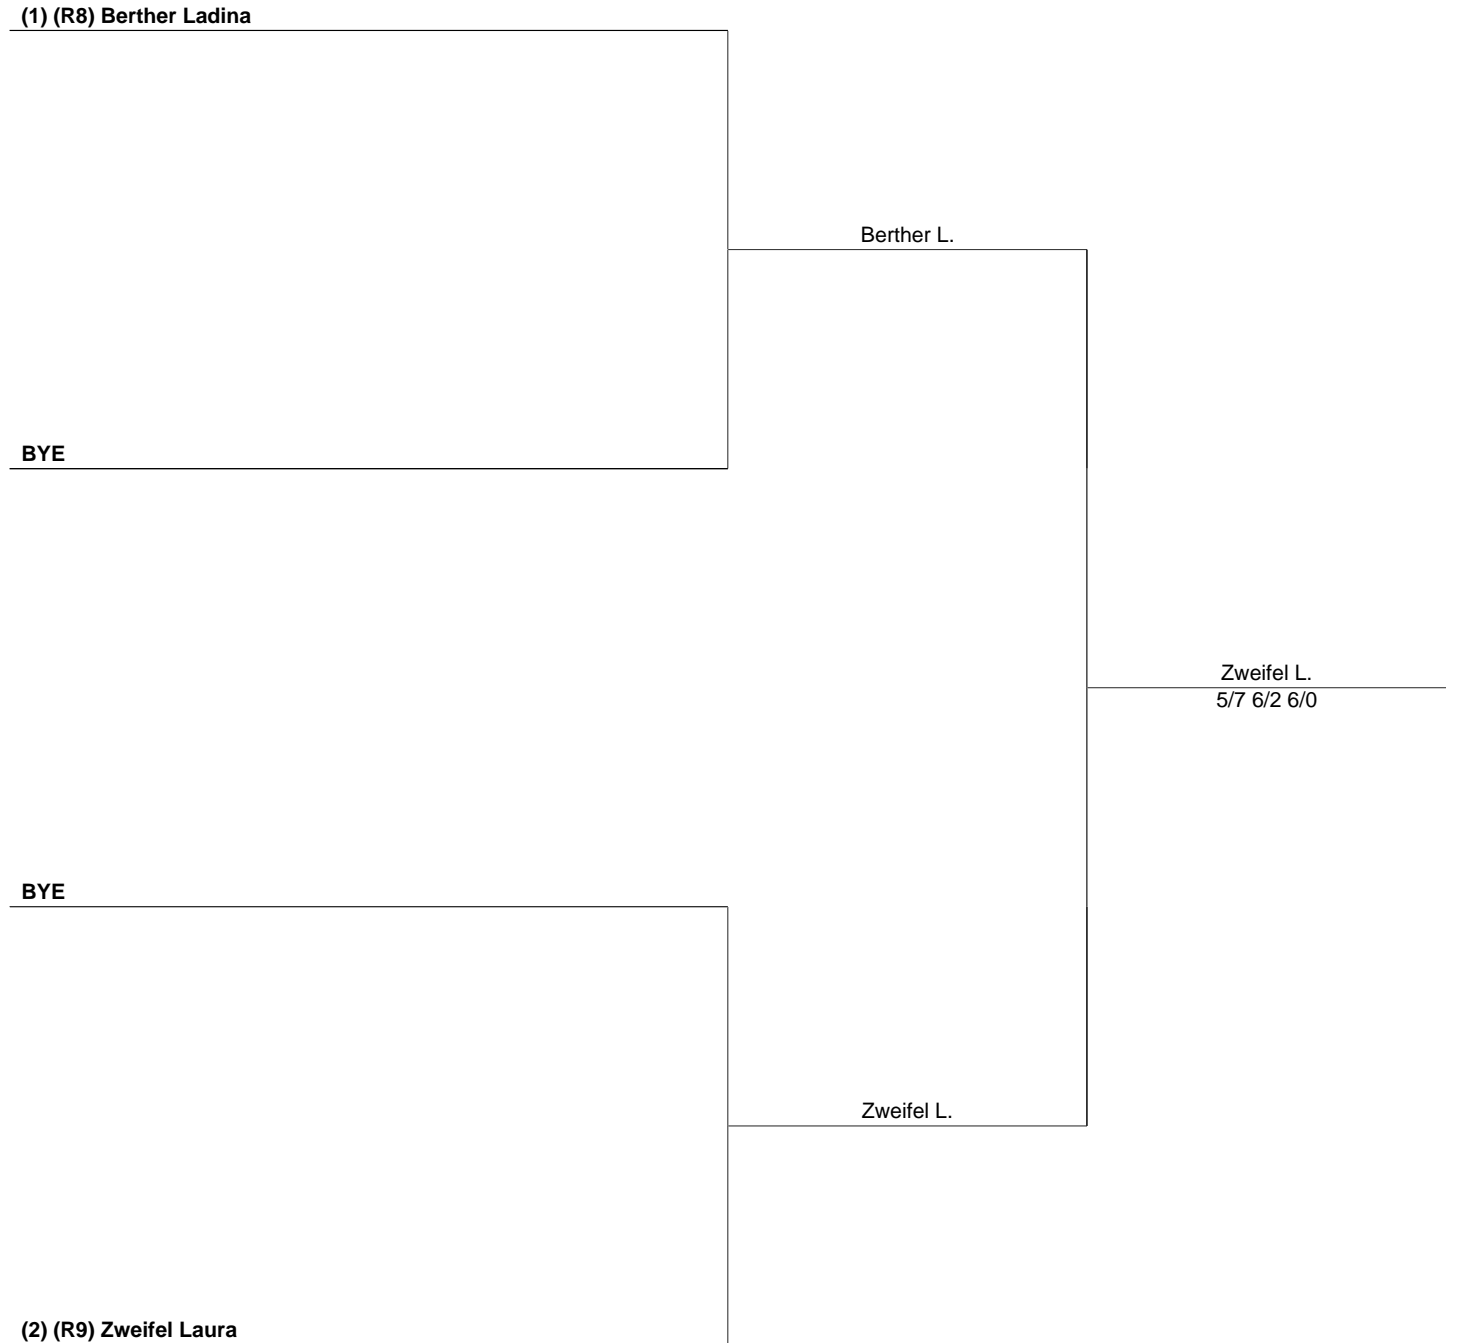 (1) (R8) Berther Ladina
Berther L.
BYE
Zweifel L.
5/7 6/2 6/0
BYE
Zweifel L.
(2) (R9) Zweifel Laura